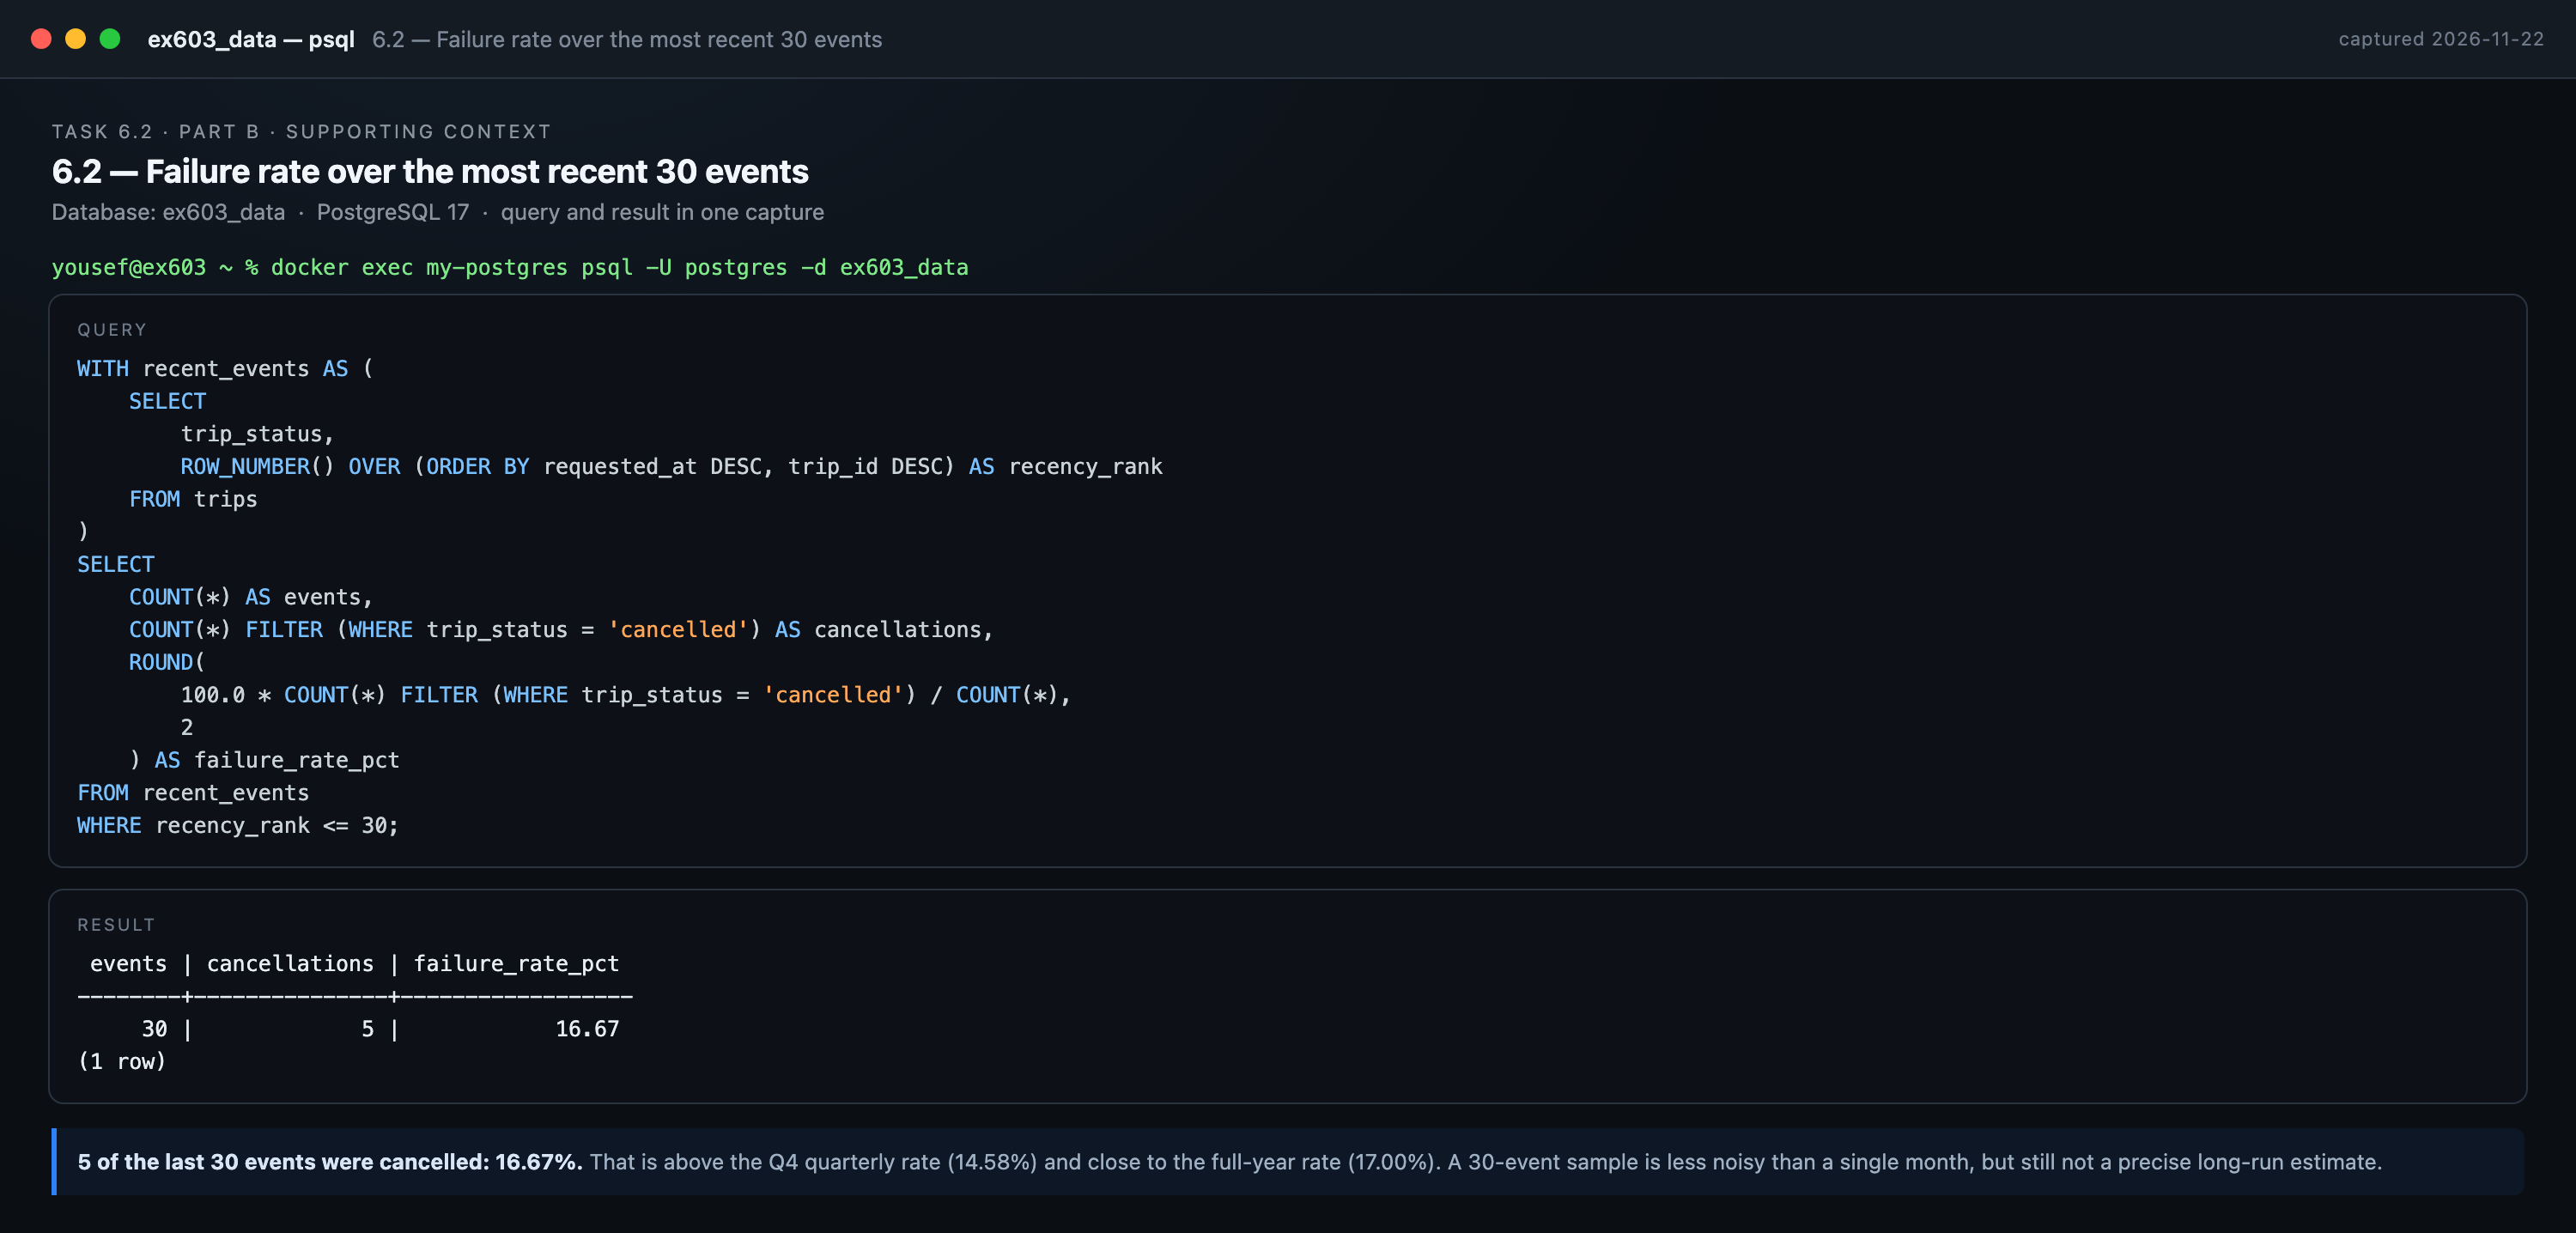 ex603_data — psql 6.2 — Failure rate over the most recent 30 events captured 2026-11-22
TASK 6.2 · PART B · SUPPORTING CONTEXT
6.2 — Failure rate over the most recent 30 events
Database: ex603_data · PostgreSQL 17 · query and result in one capture
yousef@ex603 ~ % docker exec my-postgres psql -U postgres -d ex603_data
QUERY
WITH recent_events AS (
    SELECT
        trip_status,
        ROW_NUMBER() OVER (ORDER BY requested_at DESC, trip_id DESC) AS recency_rank
    FROM trips
)
SELECT
    COUNT(*) AS events,
    COUNT(*) FILTER (WHERE trip_status = 'cancelled') AS cancellations,
    ROUND(
        100.0 * COUNT(*) FILTER (WHERE trip_status = 'cancelled') / COUNT(*),
        2
    ) AS failure_rate_pct
FROM recent_events
WHERE recency_rank <= 30;
RESULT
 events | cancellations | failure_rate_pct
--------+---------------+------------------
     30 |             5 |            16.67
(1 row)
5 of the last 30 events were cancelled: 16.67%. That is above the Q4 quarterly rate (14.58%) and close to the full-year rate (17.00%). A 30-event sample is less noisy than a single month, but still not a precise long-run estimate.